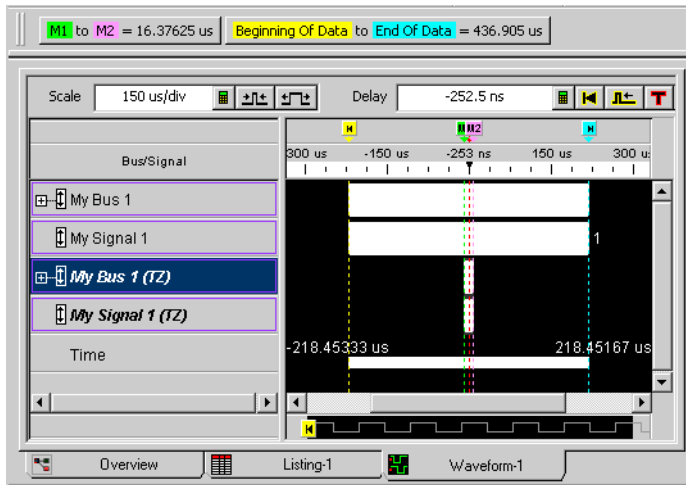 M1 to M2 = 16.37625 us Beginning Of Data to End Of Data = 436.905 us
Scale 150 us/div Delay -252.5 ns T
M2
Bus/Signal 300 us -150 us -253 ns 150 us 300 u
My Bus 1
My Signal 1 1
My Bus 1 (TZ)
My Signal 1 (TZ)
Time -218.45333 us 218.45167 us
Overview Listing-1 Waveform-1